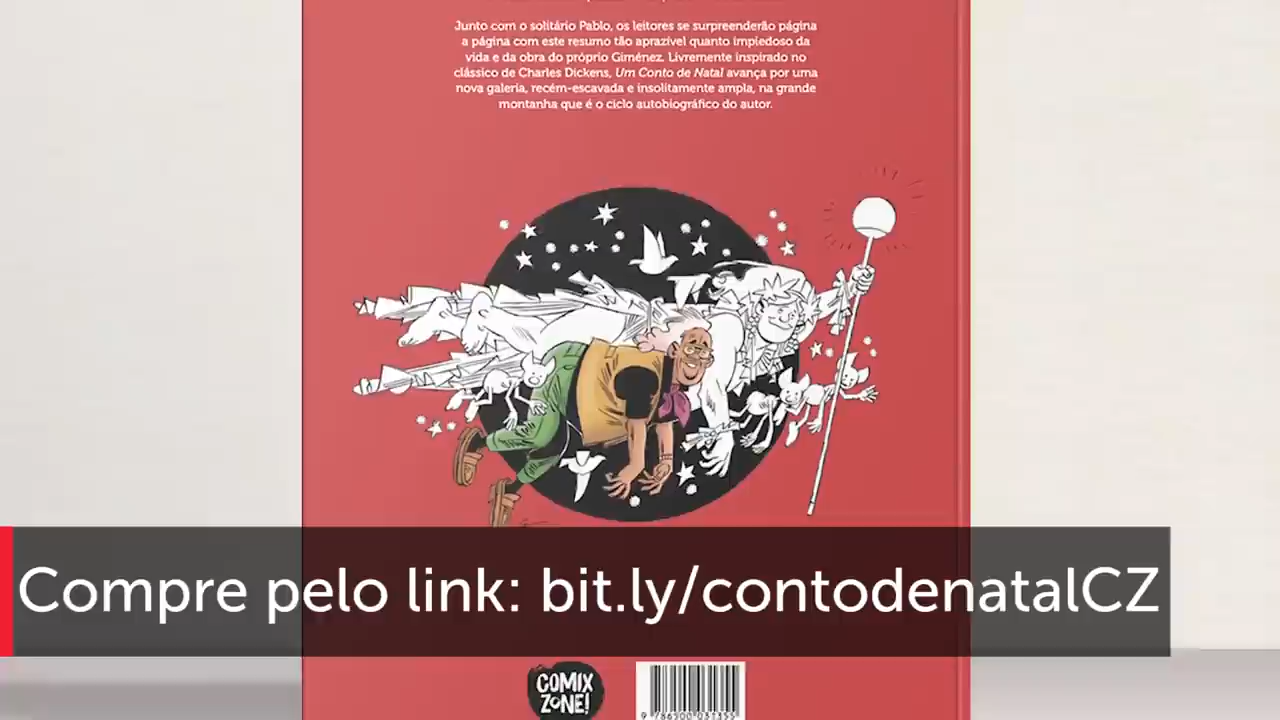 Junto com o solitário Pablo, os leitores se surpreenderão página
a página com este resumo tão aprazível quanto impiedoso da
vida e da obra do próprio Giménez. Livremente inspirado no
clássico de Charles Dickens, Um Conto de Natal avança por uma
nova galeria, recém-escavada e insolitamente ampla, na grande
montanha que é o ciclo autobiográfico do autor.
Compre pelo link: bit.ly/contodenatalCZ
COMIX
ZONE!
9 786500 031355